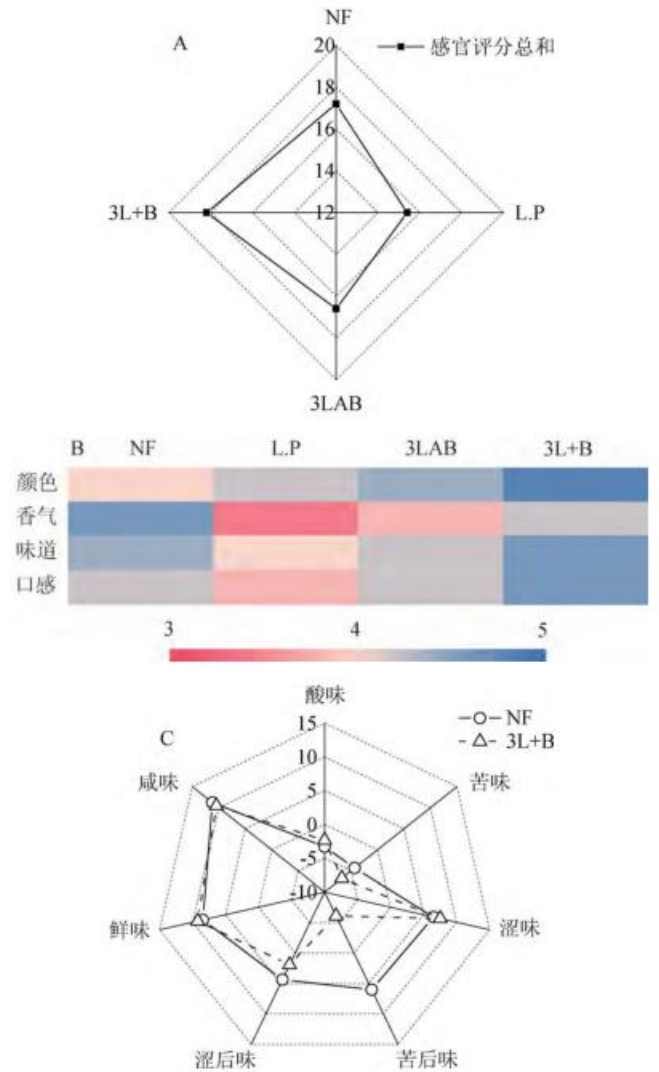 NF
A
20
感官评分总和
18
16
14
3L+B
12
L.P
3LAB
B NF L.P 3LAB 3L+B
颜色
香气
味道
口感
3 4 5
酸味
C
15
NF
3L+B
10
咸味
苦味
5
0
-5
-10
鲜味
涩味
涩后味
苦后味